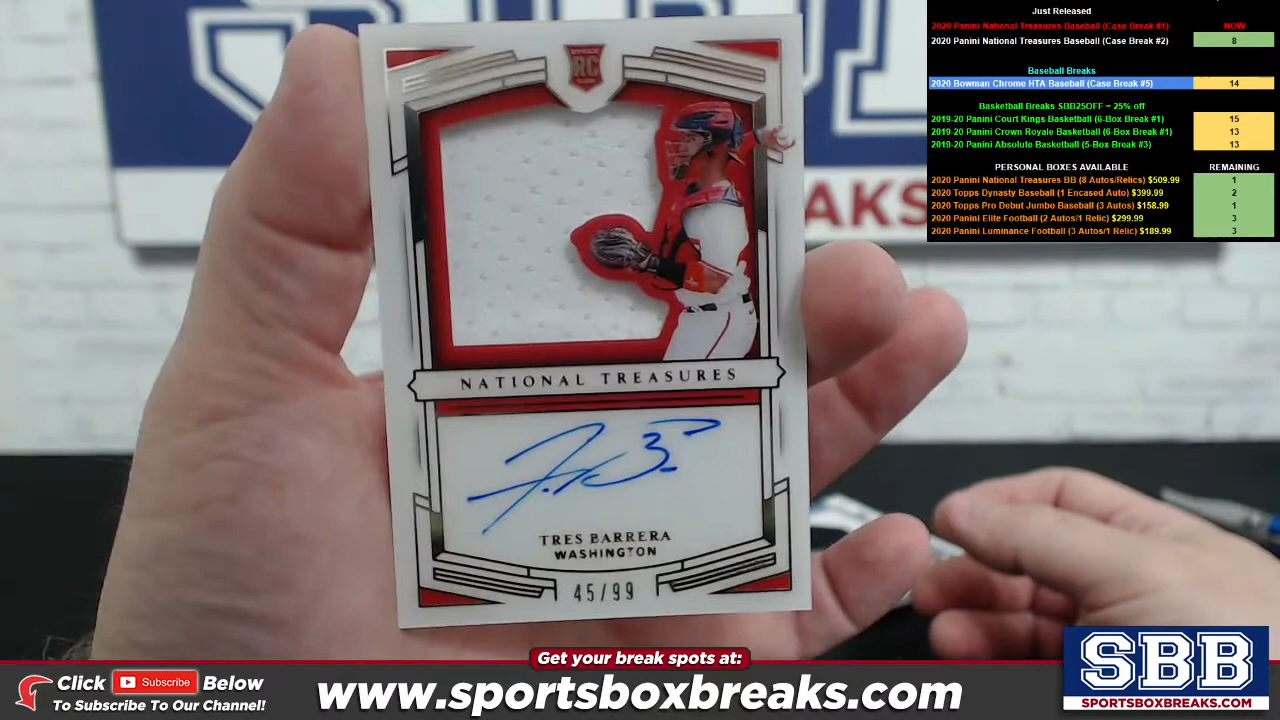 Just Released
2020 Panini National Treasures Baseball (Case Break #1) NOW
2020 Panini National Treasures Baseball (Case Break #2) 8
Baseball Breaks
2020 Bowman Chrome HTA Baseball (Case Break #5) 14
Basketball Breaks SBB25OFF = 25% off
2019-20 Panini Court Kings Basketball (6-Box Break #1) 15
2019-20 Panini Crown Royale Basketball (6-Box Break #1) 13
2019-20 Panini Absolute Basketball (5-Box Break #3) 13
PERSONAL BOXES AVAILABLE REMAINING
2020 Panini National Treasures BB (8 Autos/Relics) $509.99 1
2020 Topps Dynasty Baseball (1 Encased Auto) $399.99 2
2020 Topps Pro Debut Jumbo Baseball (3 Autos) $158.99 1
2020 Panini Elite Football (2 Autos/1 Relic) $299.99 3
2020 Panini Luminance Football (3 Autos/1 Relic) $189.99 3
RC
NATIONAL TREASURES
TRES BARRERA
WASHINGTON
45/99
Get your break spots at:
Click Subscribe Below
To Subscribe To Our Channel!
www.sportsboxbreaks.com
SBB
SPORTSBOXBREAKS.COM